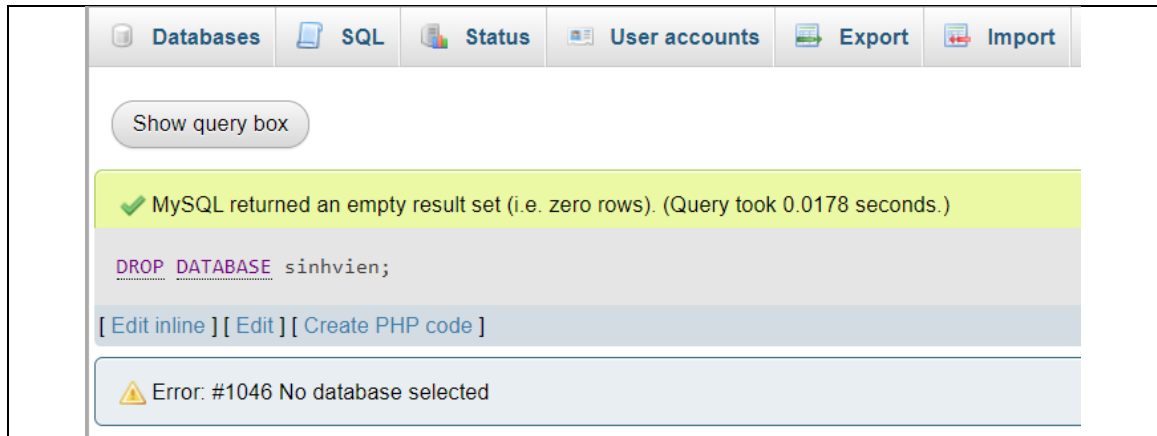 Databases SQL Status User accounts Export Import
Show query box
MySQL returned an empty result set (i.e. zero rows). (Query took 0.0178 seconds.)
DROP DATABASE sinhvien;
[ Edit inline ] [ Edit ] [ Create PHP code ]
Error: #1046 No database selected